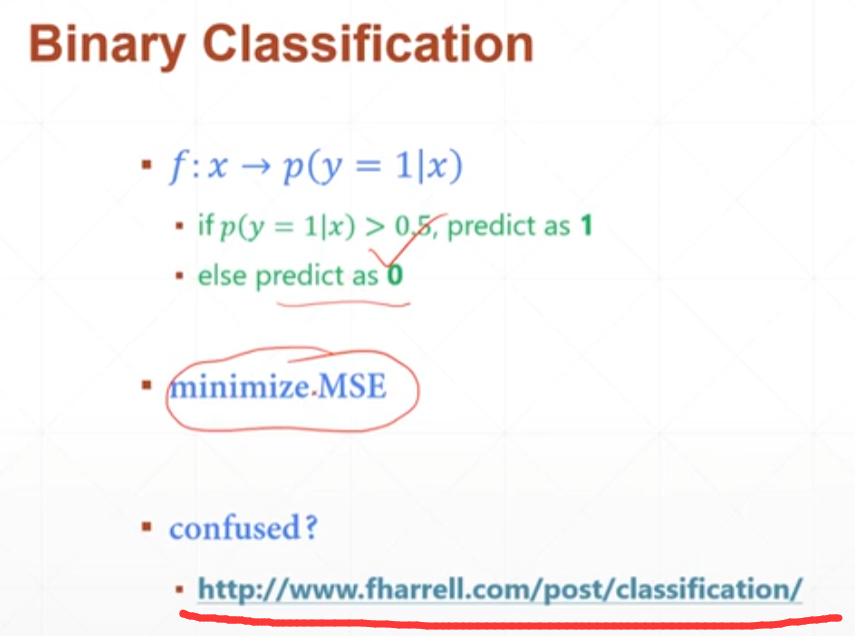 Binary Classification
f: x → p(y = 1|x)
if p(y = 1|x) > 0.5, predict as 1
else predict as 0
minimize MSE
confused?
http://www.fharrell.com/post/classification/